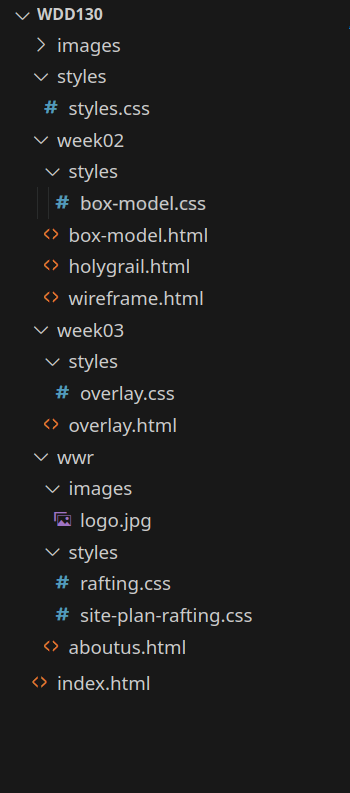 WDD130
images
styles
styles.css
week02
styles
box-model.css
box-model.html
holygrail.html
wireframe.html
week03
styles
overlay.css
overlay.html
wwr
images
logo.jpg
styles
rafting.css
site-plan-rafting.css
aboutus.html
index.html